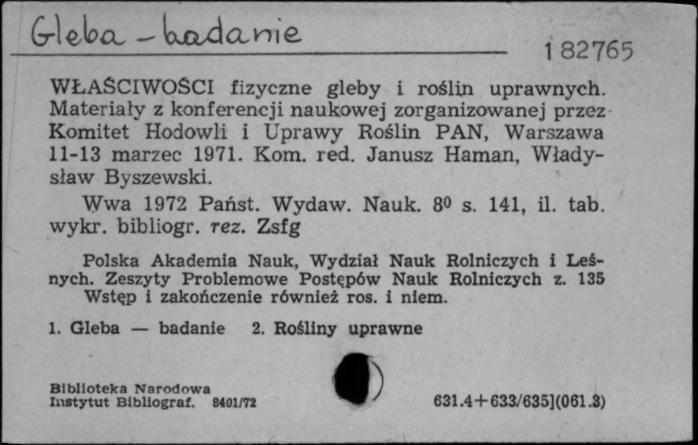 Gleba – badanie
182765
WŁAŚCIWOŚCI fizyczne gleby i roślin uprawnych.
Materiały z konferencji naukowej zorganizowanej przez
Komitet Hodowli i Uprawy Roślin PAN, Warszawa
11-13 marzec 1971. Kom. red. Janusz Haman, Włady-
sław Byszewski.
Wwa 1972 Państ. Wydaw. Nauk. 8⁰ s. 141, il. tab.
wykr. bibliogr. rez. Zsfg
Polska Akademia Nauk, Wydział Nauk Rolniczych i Leś-
nych. Zeszyty Problemowe Postępów Nauk Rolniczych z. 135
Wstęp i zakończenie również ros. i niem.
1. Gleba — badanie 2. Rośliny uprawne
Biblioteka Narodowa
Instytut Bibliograf. 8401/72
631.4+633/635](061.3)